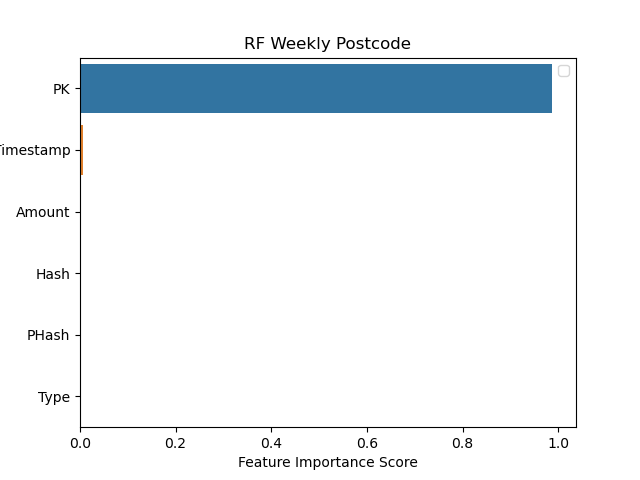 RF Weekly Postcode
PK
Timestamp
Amount
Hash
PHash
Type
0.0 0.2 0.4 0.6 0.8 1.0
Feature Importance Score